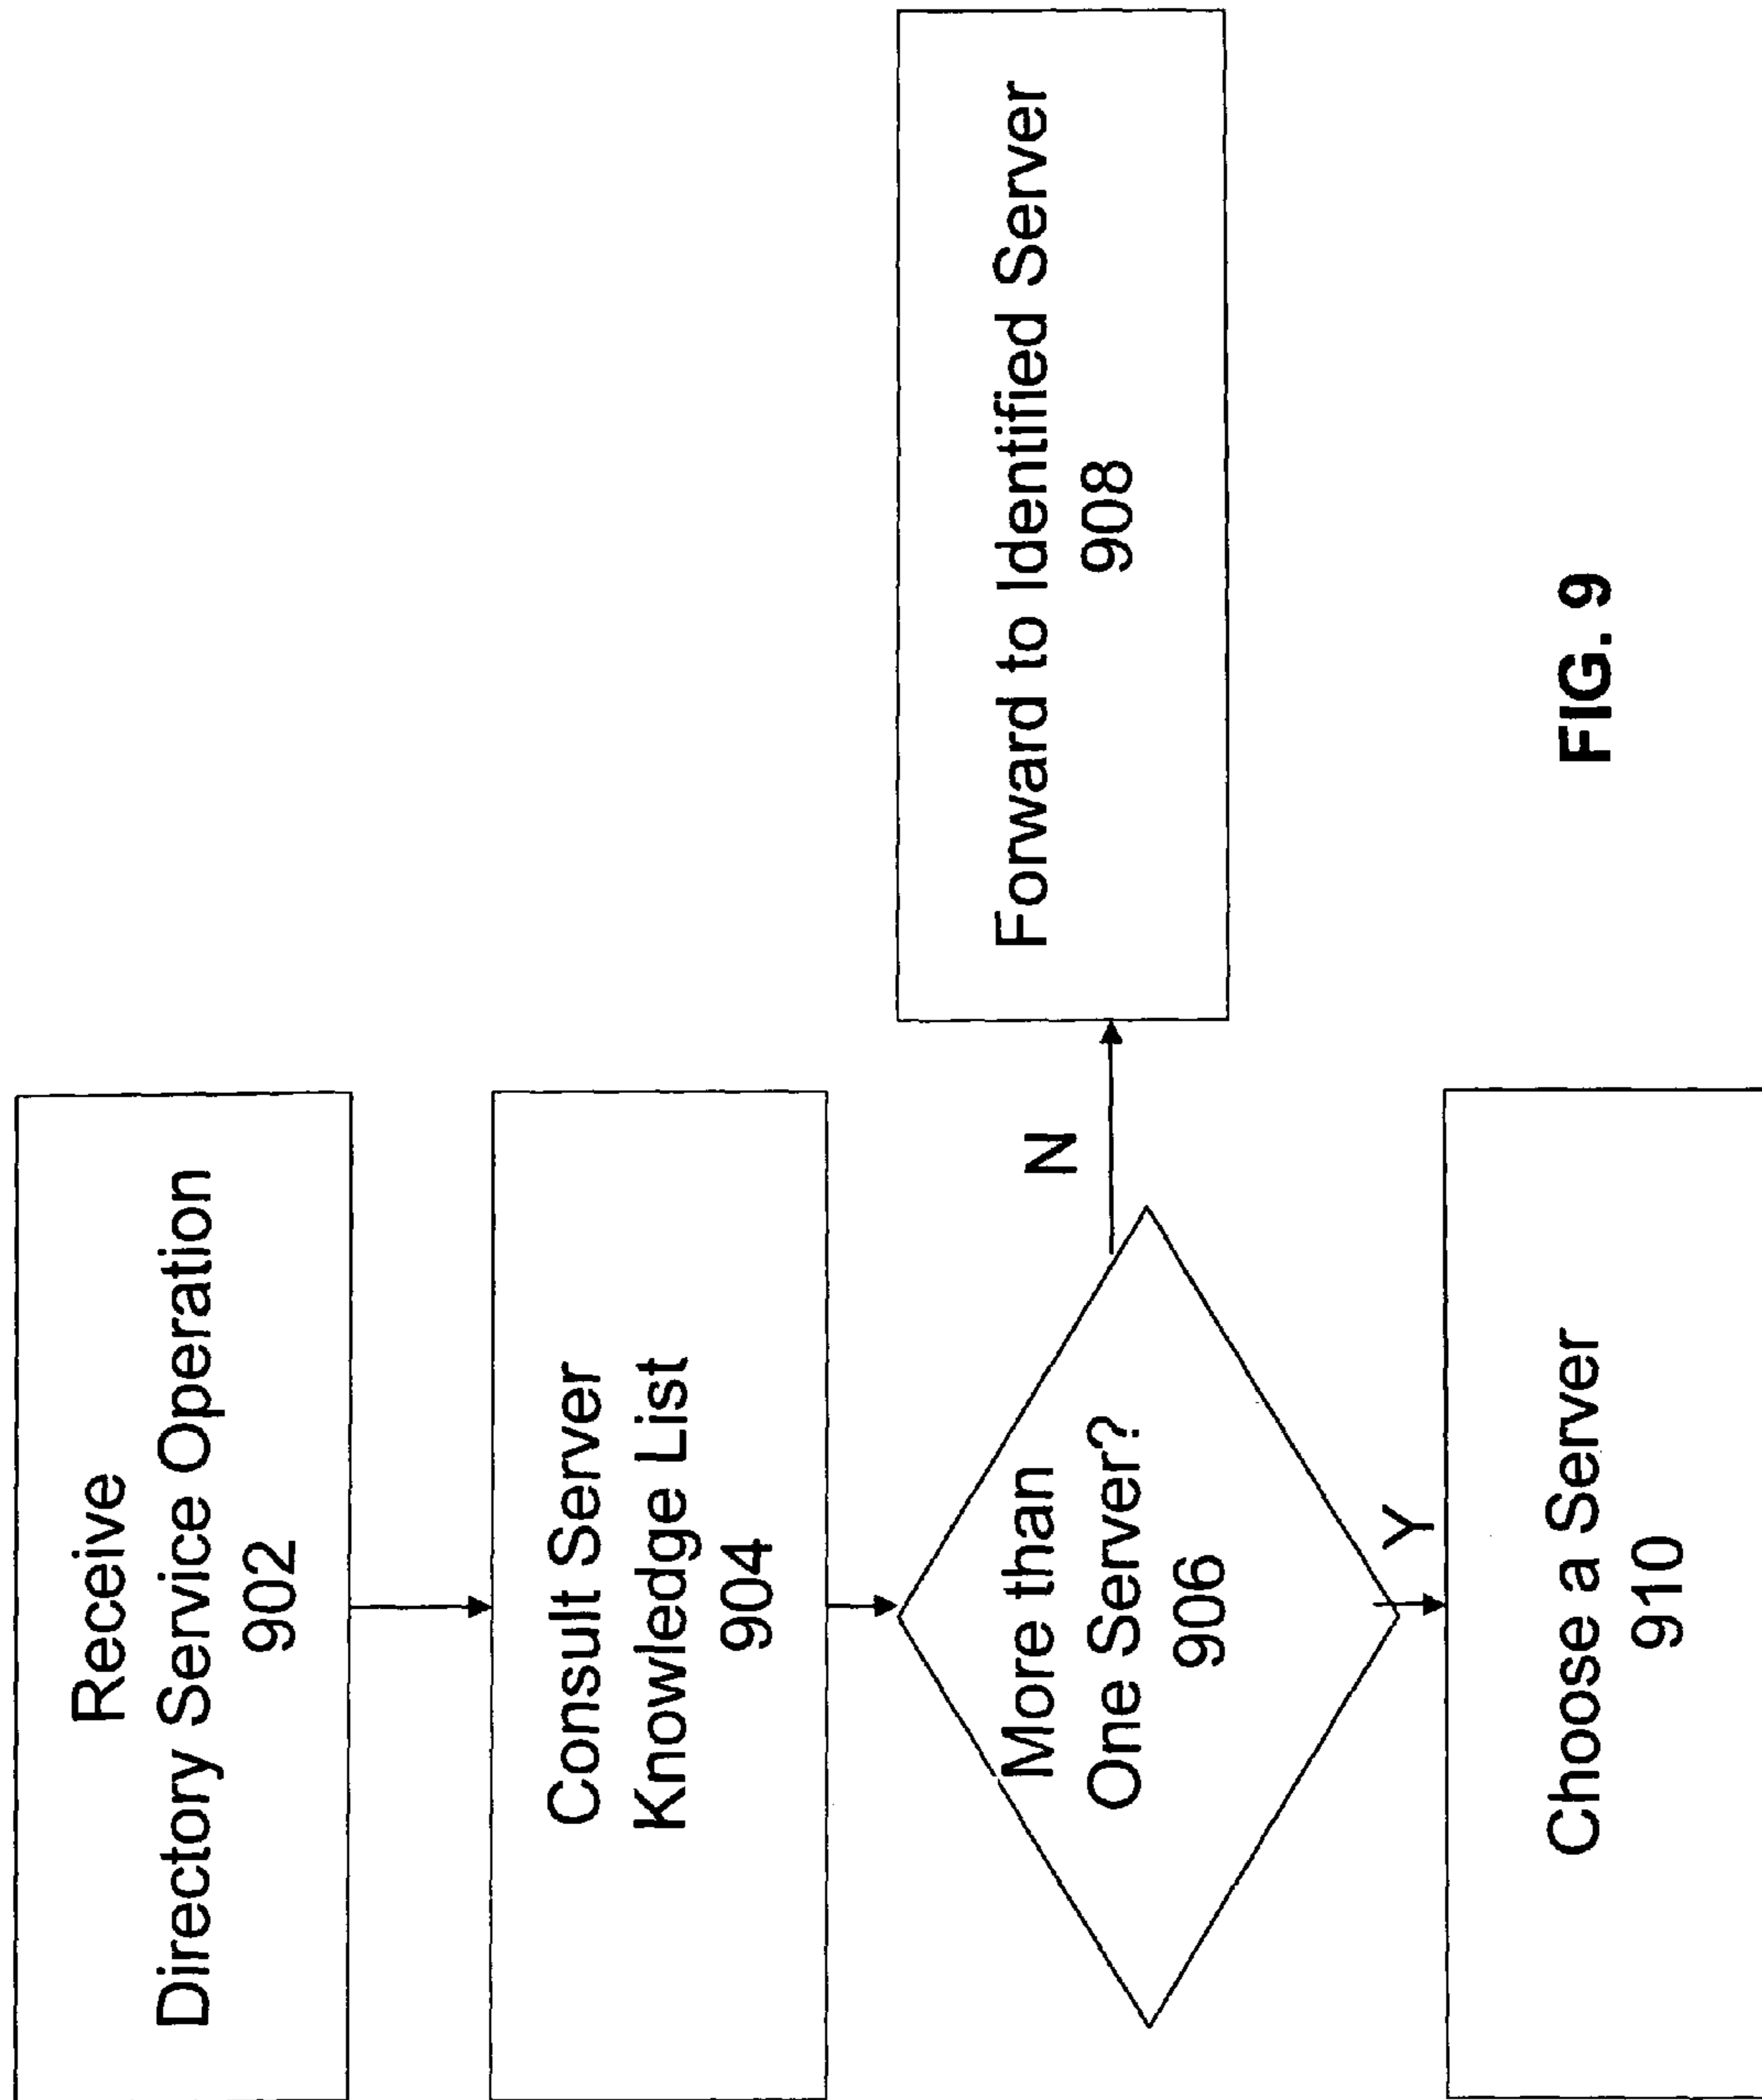 Receive
Directory Service Operation
902
Consult Server
Knowledge List
904
More than
One Server?
906
N
Forward to Identified Server
908
Y
Choose a Server
910
FIG. 9